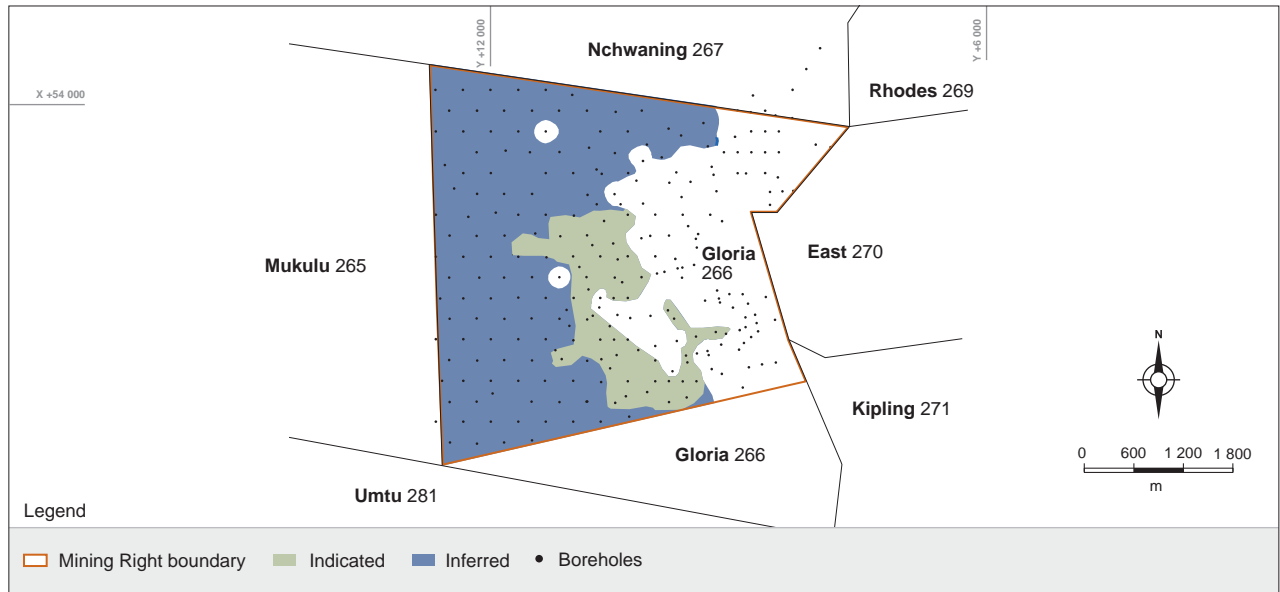 Y +12 000
Y +6 000
Nchwaning 267
Rhodes 269
X +54 000
Mukulu 265
Gloria
266
East 270
N
Kipling 271
Gloria 266
0 600 1 200 1 800
m
Umtu 281
Legend
Mining Right boundary Indicated Inferred Boreholes